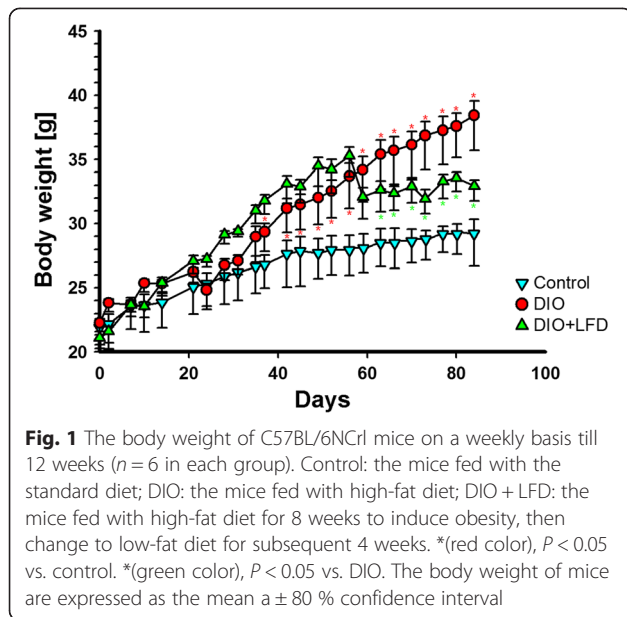 45
40
35
30
25
20
Body weight [g]
0
20
40
60
80
100
Days
* * * * * * * * * * * * *
* * * * * * *
Control
DIO
DIO+LFD
Fig. 1 The body weight of C57BL/6NCrl mice on a weekly basis till
12 weeks (n = 6 in each group). Control: the mice fed with the
standard diet; DIO: the mice fed with high-fat diet; DIO + LFD: the
mice fed with high-fat diet for 8 weeks to induce obesity, then
change to low-fat diet for subsequent 4 weeks. *(red color), P < 0.05
vs. control. *(green color), P < 0.05 vs. DIO. The body weight of mice
are expressed as the mean a ± 80 % confidence interval